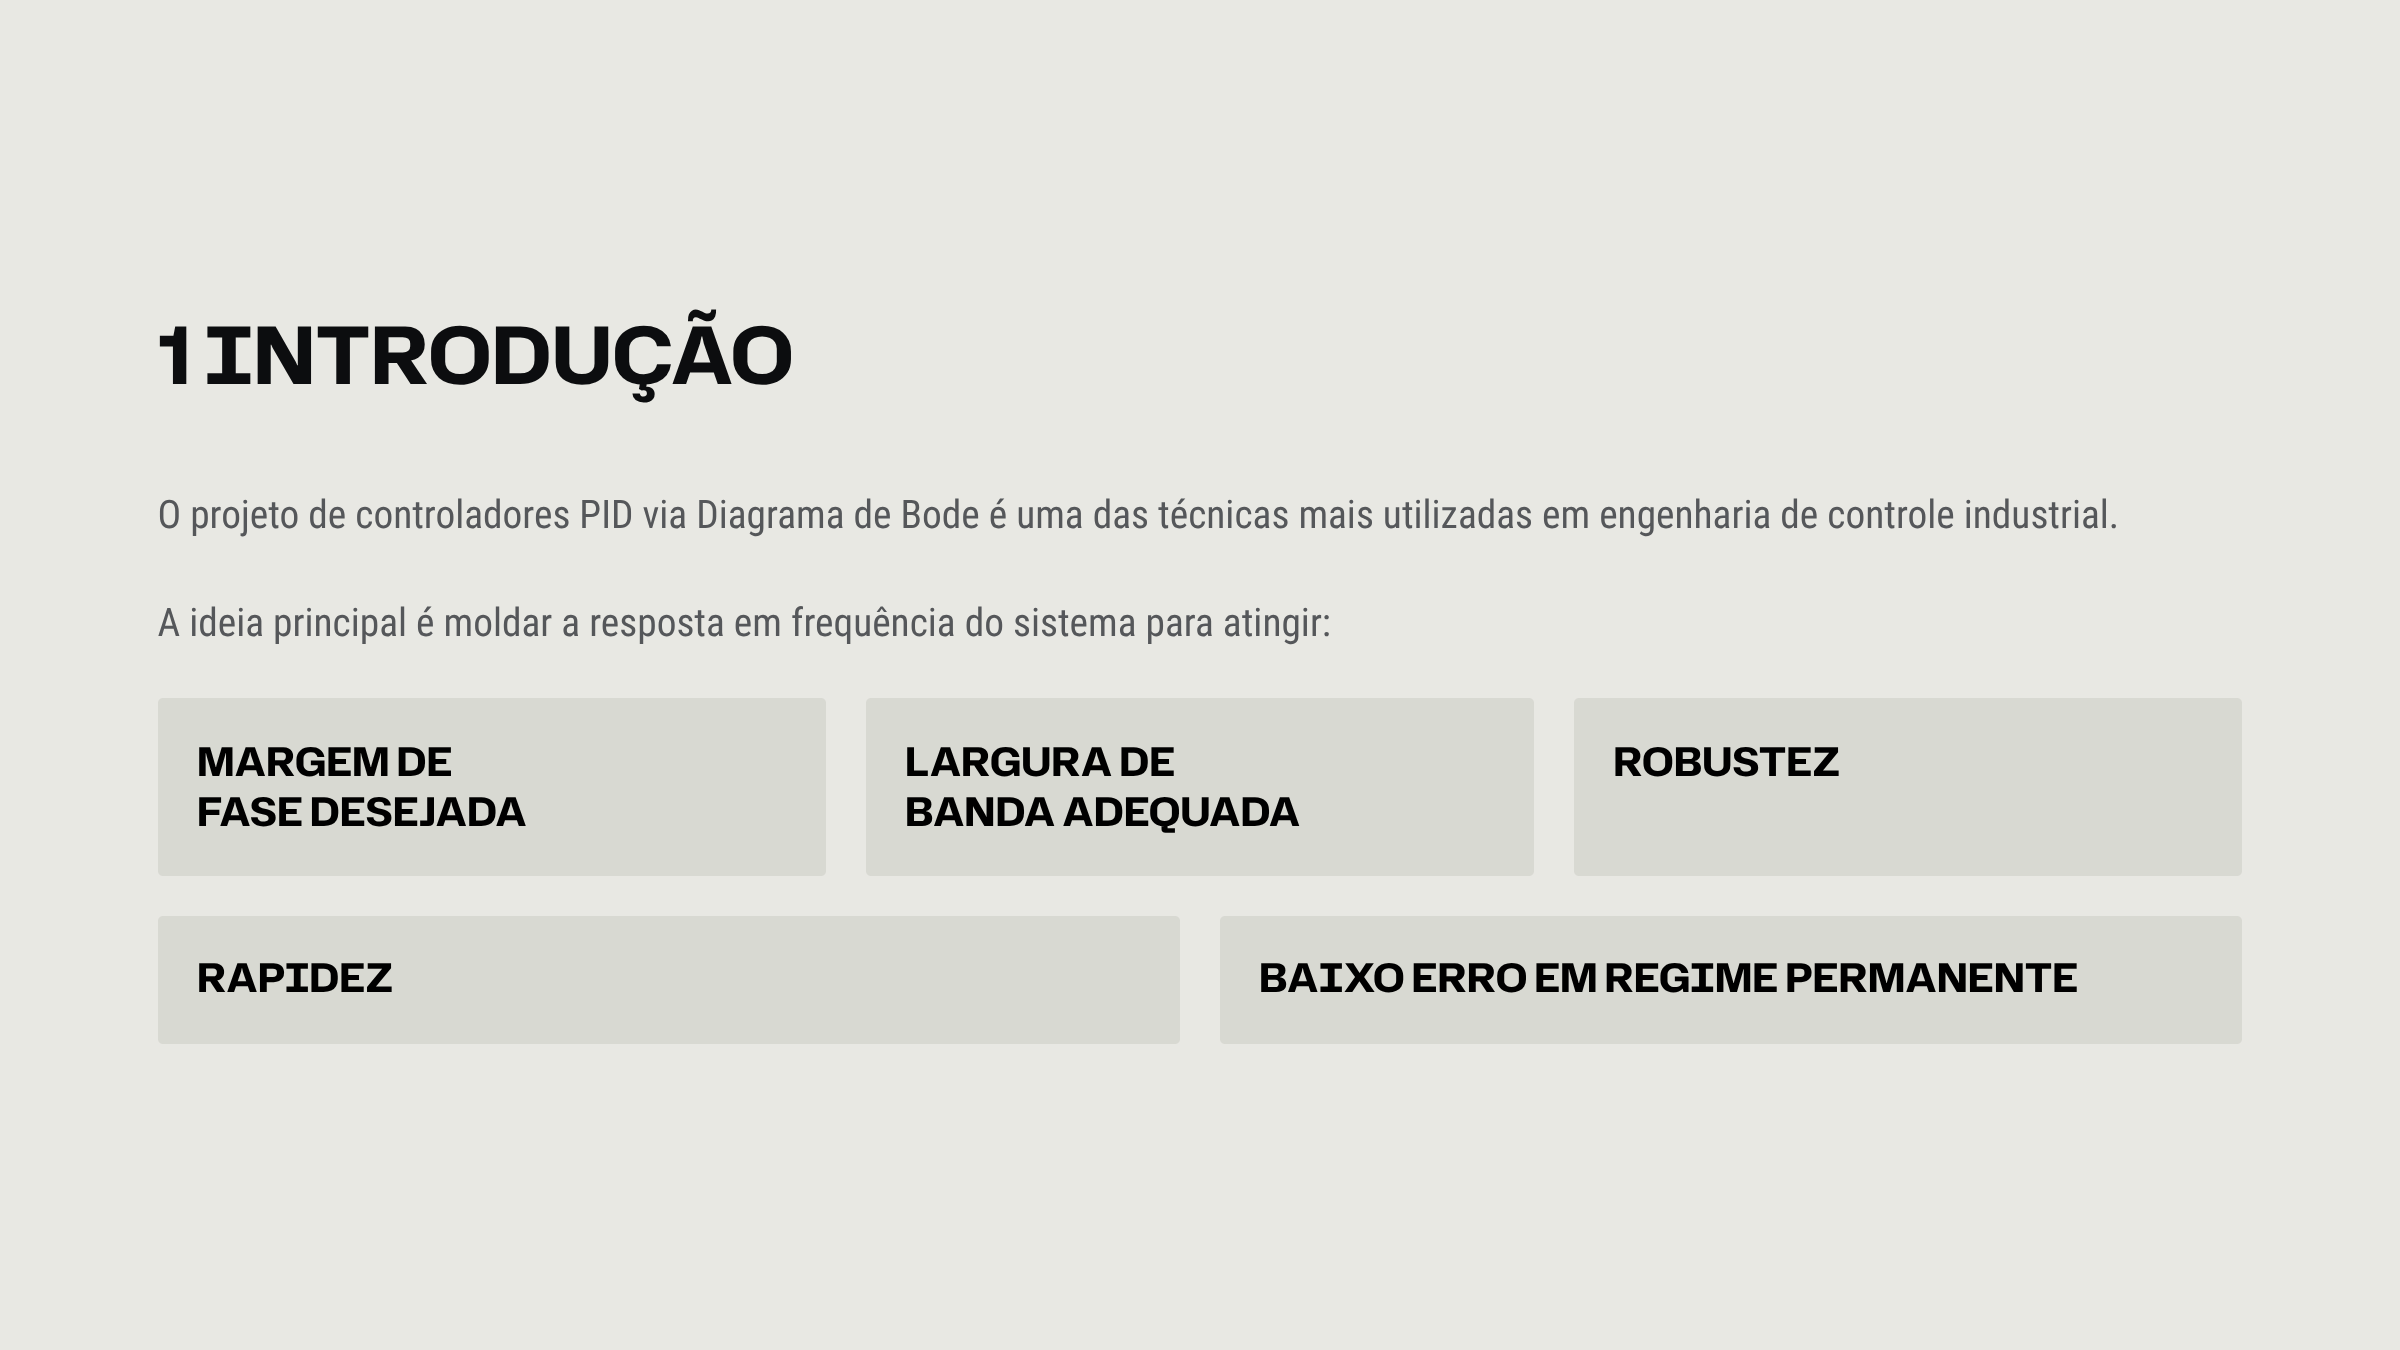 1 INTRODUÇÃO
O projeto de controladores PID via Diagrama de Bode é uma das técnicas mais utilizadas em engenharia de controle industrial.
A ideia principal é moldar a resposta em frequência do sistema para atingir:
MARGEM DE
FASE DESEJADA
LARGURA DE
BANDA ADEQUADA
ROBUSTEZ
RAPIDEZ
BAIXO ERRO EM REGIME PERMANENTE